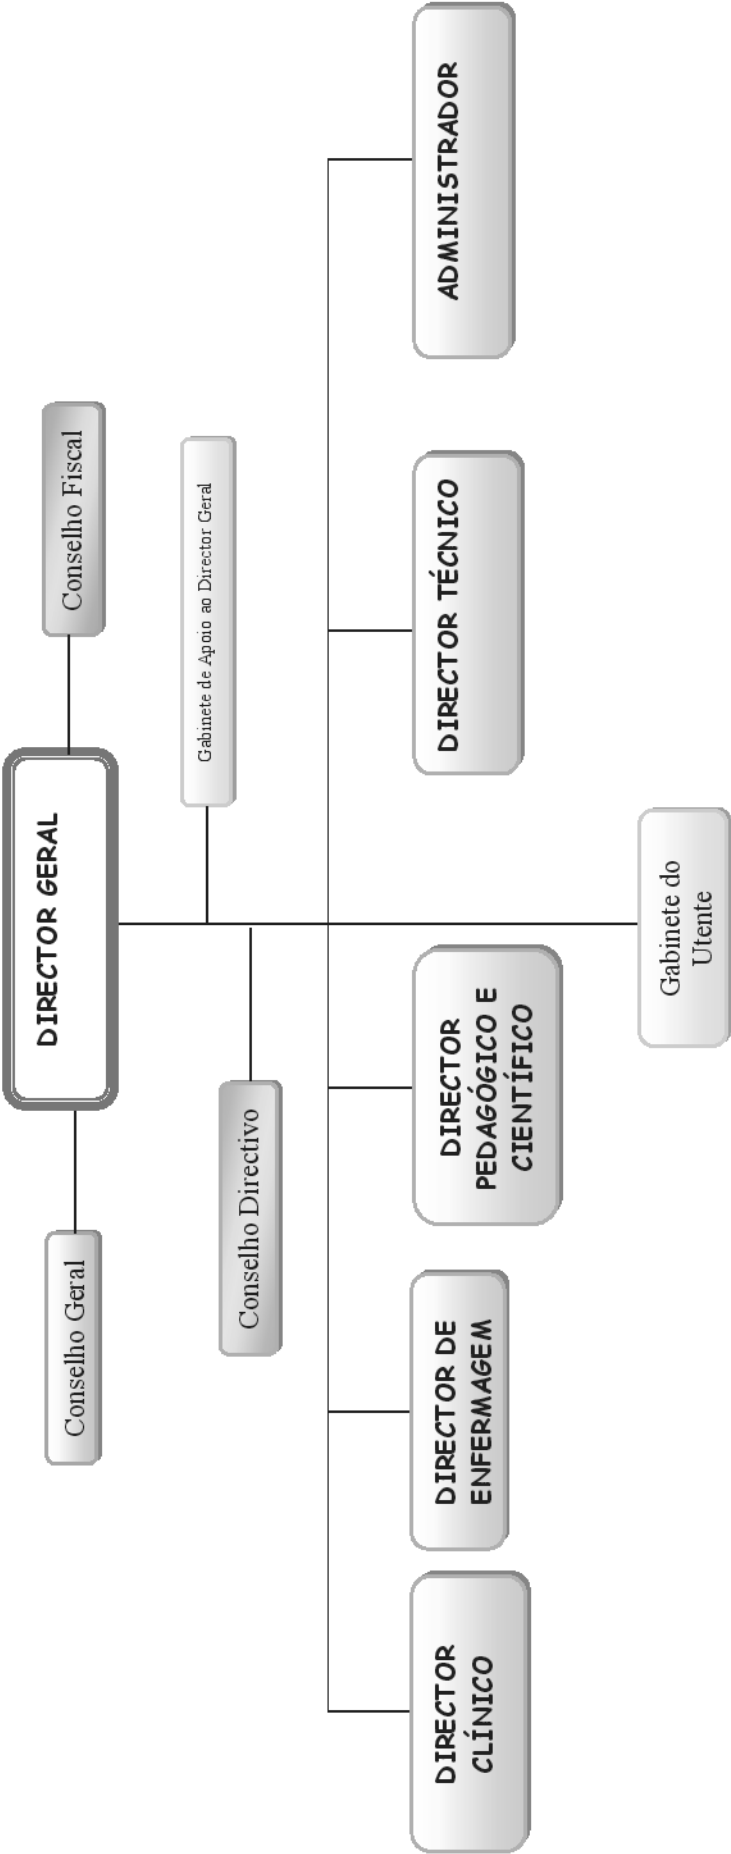 Conselho Geral
DIRECTOR GERAL
Conselho Fiscal
Gabinete de Apoio ao Director Geral
Conselho Directivo
DIRECTOR
CLÍNICO
DIRECTOR DE
ENFERMAGEM
DIRECTOR
PEDAGÓGICO E
CIENTÍFICO
DIRECTOR TÉCNICO
ADMINISTRADOR
Gabinete do
Utente